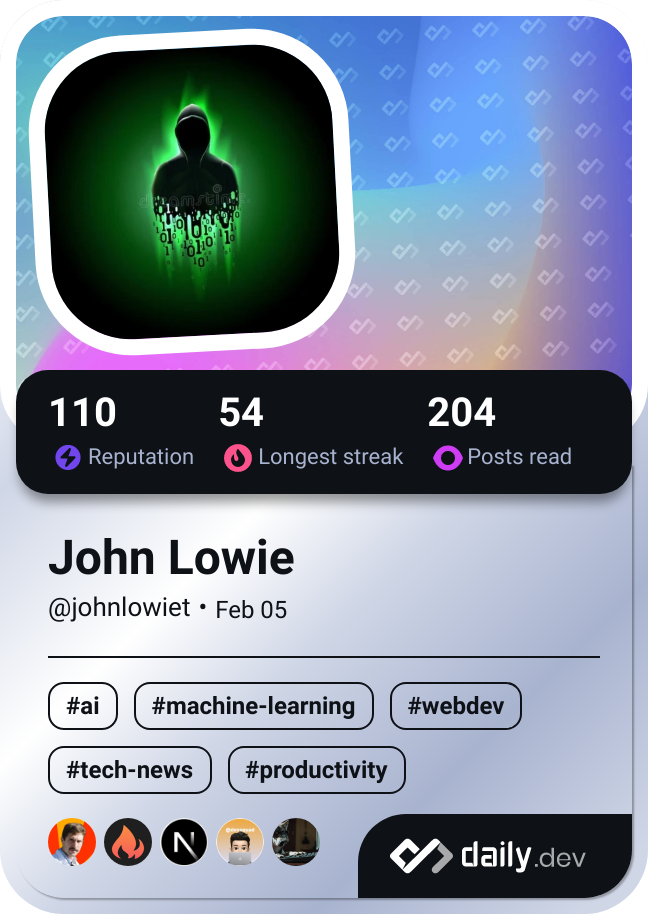 dreamstime
110 54 204
Reputation Longest streak Posts read
John Lowie
@johnlowiet • Feb 05
#ai #machine-learning #webdev
#tech-news #productivity
daily.dev